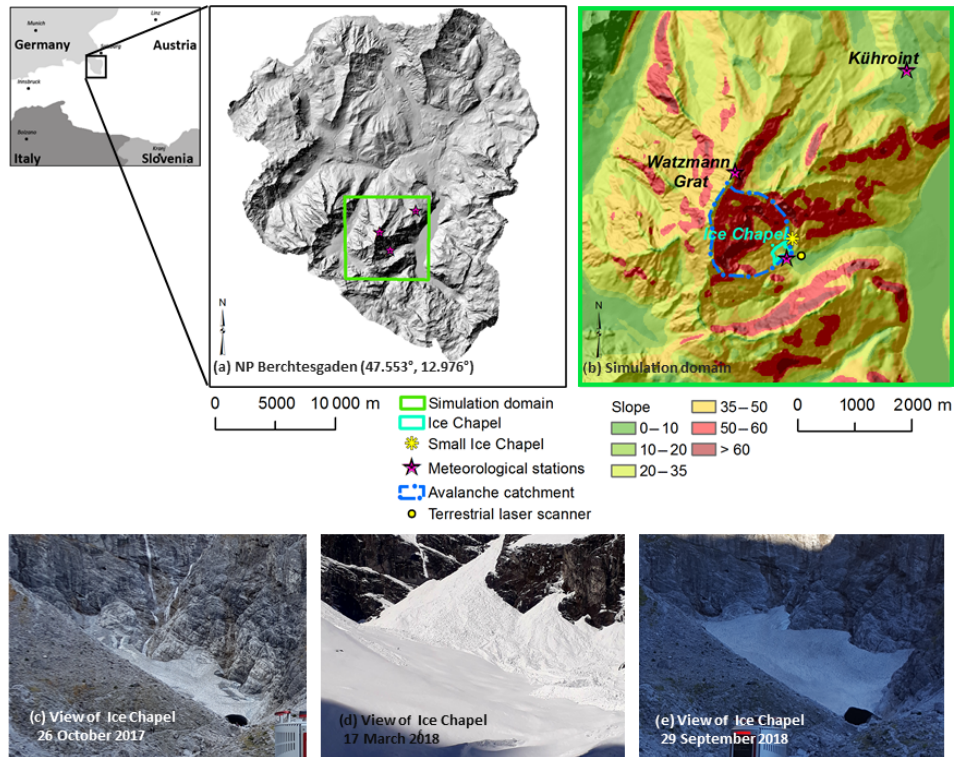 Munich
Linz
Germany
Austria
Salzburg
Innsbruck
Bolzano
Kranj
Italy
Slovenia
N
(a) NP Berchtesgaden (47.553°, 12.976°)
Kühroint
Watzmann
Grat
Ice Chapel
N
(b) Simulation domain
0 5000 10 000 m
Simulation domain
Ice Chapel
Small Ice Chapel
Meteorological stations
Avalanche catchment
Terrestrial laser scanner
Slope
0–10
10–20
20–35
35–50
50–60
> 60
0 1000 2000 m
(c) View of Ice Chapel
26 October 2017
(d) View of Ice Chapel
17 March 2018
(e) View of Ice Chapel
29 September 2018